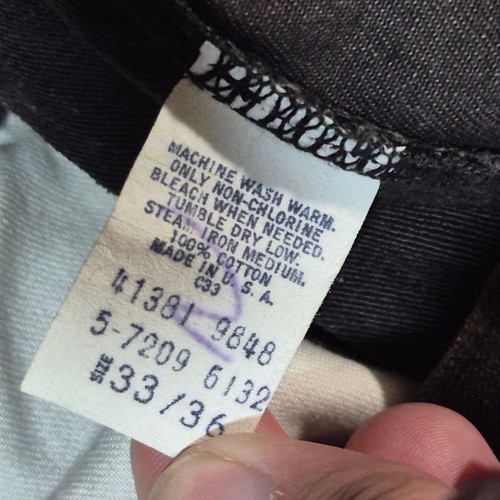 MACHINE WASH WARM.
ONLY NON-CHLORINE
BLEACH WHEN NEEDED.
TUMBLE DRY LOW.
STEAM IRON MEDIUM.
100% COTTON
MADE IN U. S. A.
C33
41381 9848
5-7209 6132
SIZE 33/36